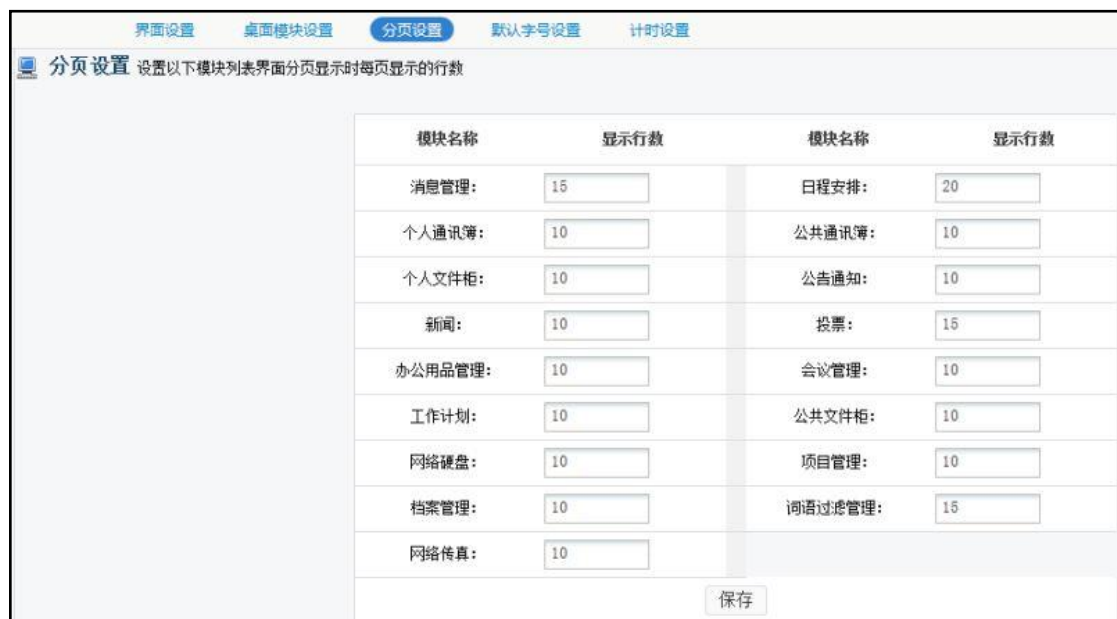 界面设置 桌面模块设置 分页设置 默认字号设置 计时设置
分页设置 设置以下模块列表界面分页显示时每页显示的行数
模块名称 显示行数 模块名称 显示行数
消息管理: 15 日程安排: 20
个人通讯簿: 10 公共通讯簿: 10
个人文件柜: 10 公告通知: 10
新闻: 10 投票: 15
办公用品管理: 10 会议管理: 10
工作计划: 10 公共文件柜: 10
网络硬盘: 10 项目管理: 10
档案管理: 10 词语过滤管理: 15
网络传真: 10
保存